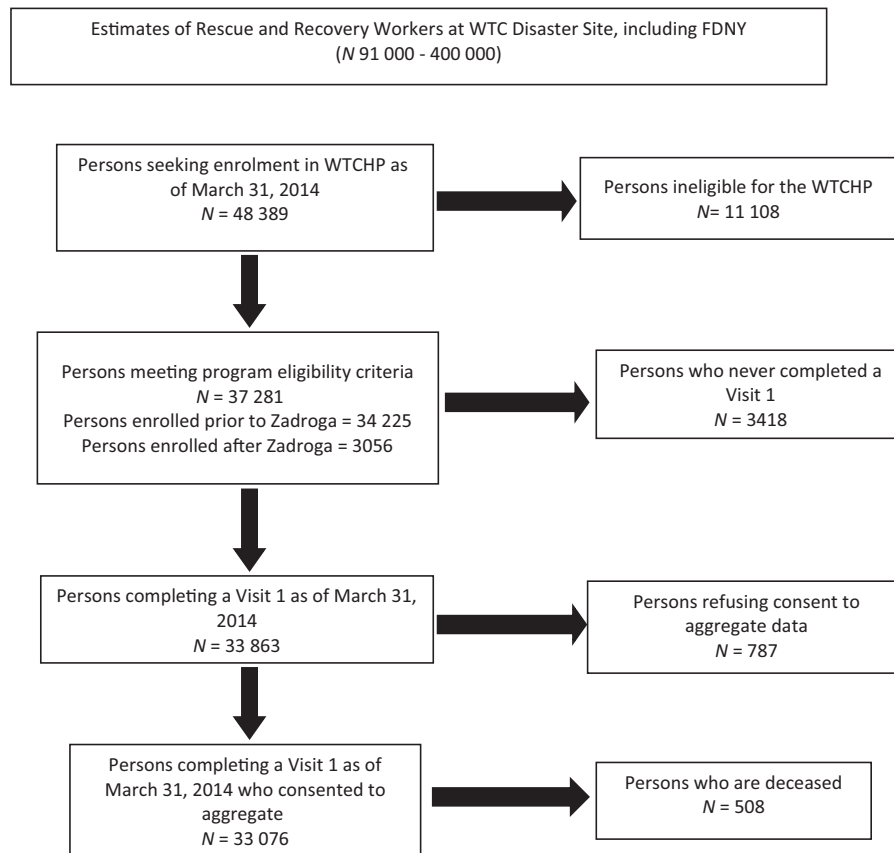 Estimates of Rescue and Recovery Workers at WTC Disaster Site, including FDNY
(N 91 000 - 400 000)
Persons seeking enrolment in WTCHP as
of March 31, 2014
N = 48 389
Persons ineligible for the WTCHP
N= 11 108
Persons meeting program eligibility criteria
N = 37 281
Persons enrolled prior to Zadroga = 34 225
Persons enrolled after Zadroga = 3056
Persons who never completed a
Visit 1
N = 3418
Persons completing a Visit 1 as of March 31,
2014
N = 33 863
Persons refusing consent to
aggregate data
N = 787
Persons completing a Visit 1 as of
March 31, 2014 who consented to
aggregate
N = 33 076
Persons who are deceased
N = 508